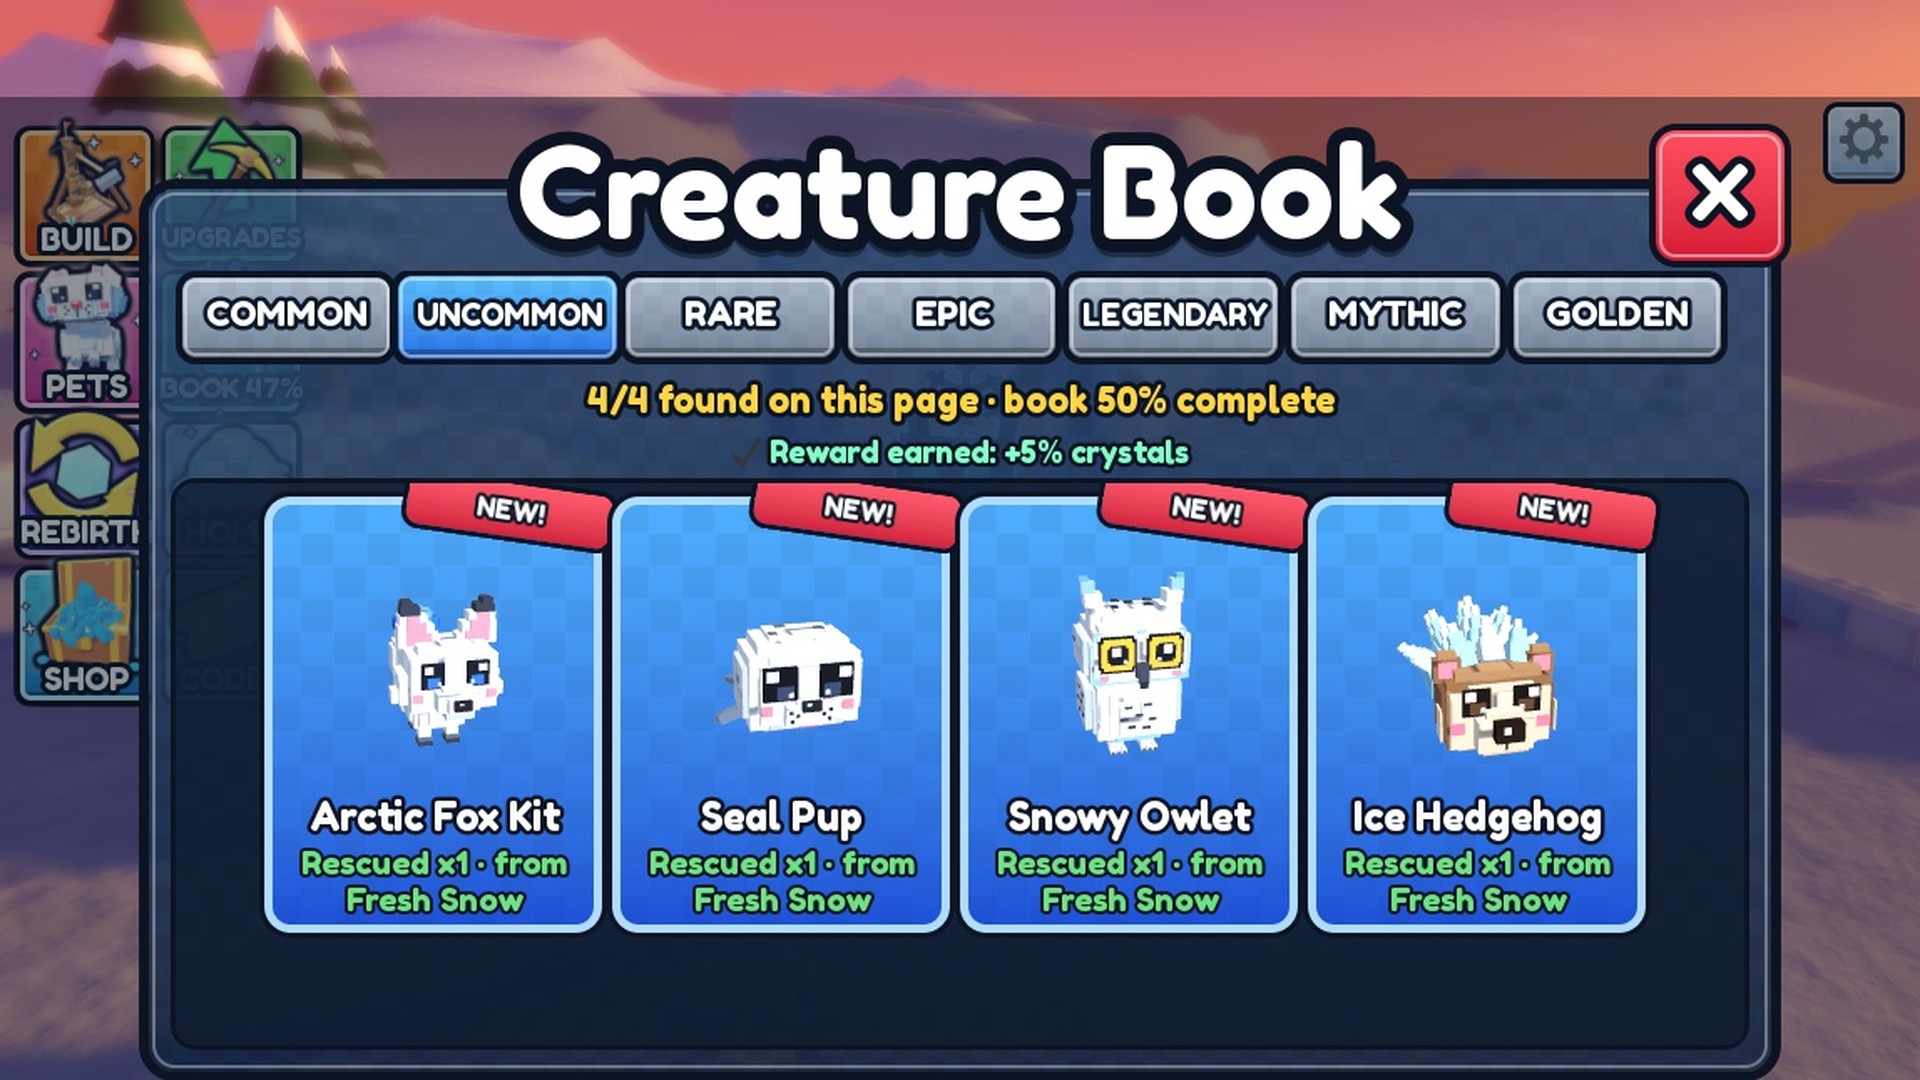 Creature Book
BUILD
UPGRADES
COMMON
UNCOMMON
RARE
EPIC
LEGENDARY
MYTHIC
GOLDEN
PETS
BOOK 47%
4/4 found on this page · book 50% complete
✓ Reward earned: +5% crystals
REBIRTH
HOM
SHOP
CODE
NEW!
NEW!
NEW!
NEW!
Arctic Fox Kit
Rescued x1 · from
Fresh Snow
Seal Pup
Rescued x1 · from
Fresh Snow
Snowy Owlet
Rescued x1 · from
Fresh Snow
Ice Hedgehog
Rescued x1 · from
Fresh Snow